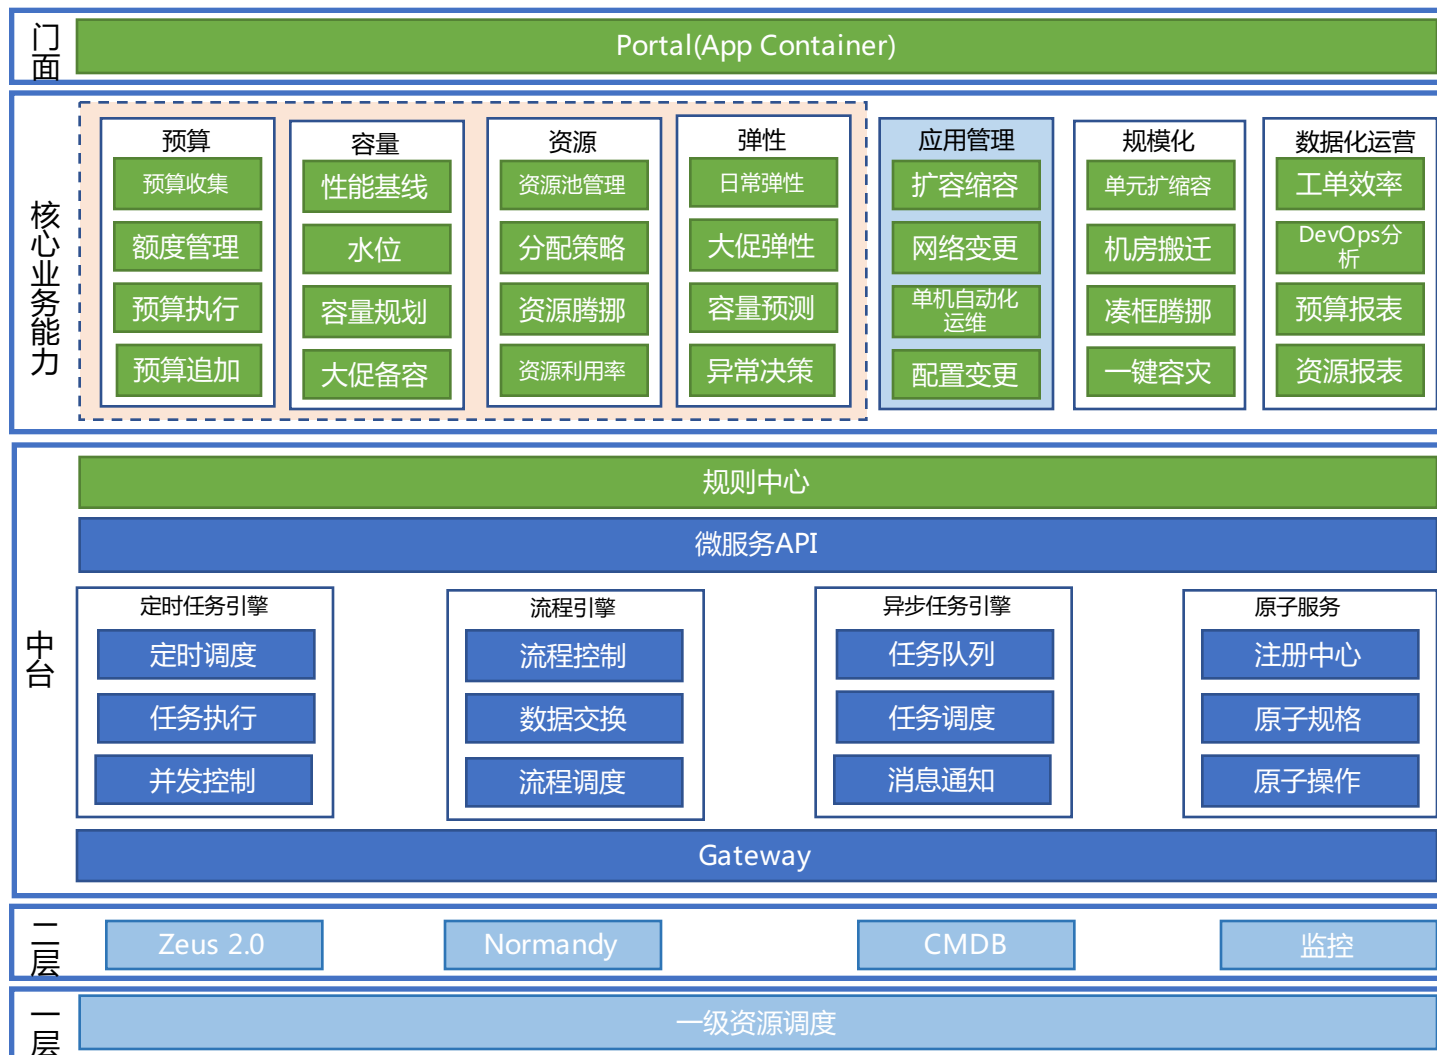 门面
Portal(App Container)
核心业务能力
预算
预算收集
额度管理
预算执行
预算追加
容量
性能基线
水位
容量规划
大促备容
资源
资源池管理
分配策略
资源腾挪
资源利用率
弹性
日常弹性
大促弹性
容量预测
异常决策
应用管理
扩容缩容
网络变更
单机自动化
运维
配置变更
规模化
单元扩缩容
机房搬迁
凑框腾挪
一键容灾
数据化运营
工单效率
DevOps分
析
预算报表
资源报表
中台
规则中心
微服务API
定时任务引擎
定时调度
任务执行
并发控制
流程引擎
流程控制
数据交换
流程调度
异步任务引擎
任务队列
任务调度
消息通知
原子服务
注册中心
原子规格
原子操作
Gateway
二层
Zeus 2.0
Normandy
CMDB
监控
一层
一级资源调度